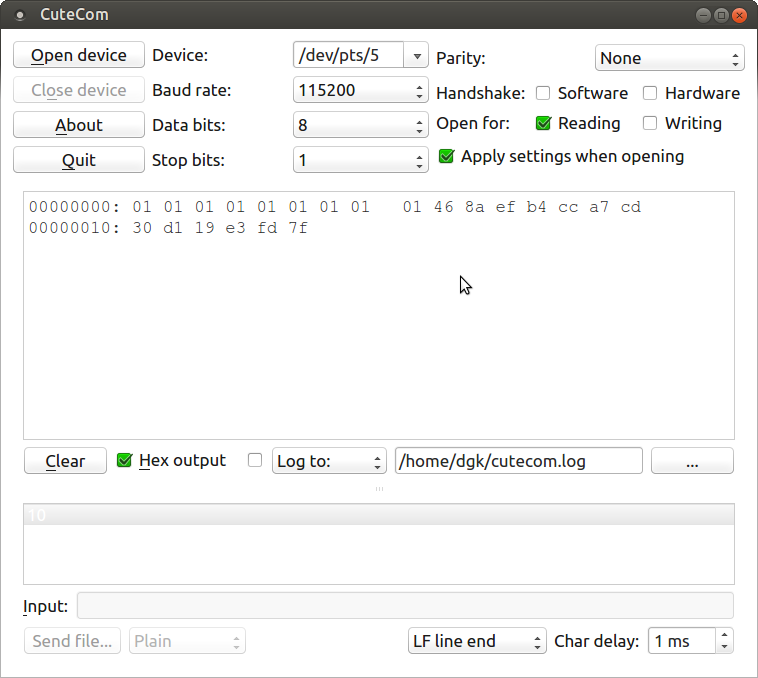 CuteCom
Open device Device: /dev/pts/5 Parity: None
Close device Baud rate: 115200 Handshake: Software Hardware
About Data bits: 8 Open for: Reading Writing
Quit Stop bits: 1 Apply settings when opening
00000000: 01 01 01 01 01 01 01 01 01 46 8a ef b4 cc a7 cd
00000010: 30 d1 19 e3 fd 7f
Clear Hex output Log to: /home/dgk/cutecom.log ...
10
Input:
Send file... Plain LF line end Char delay: 1 ms